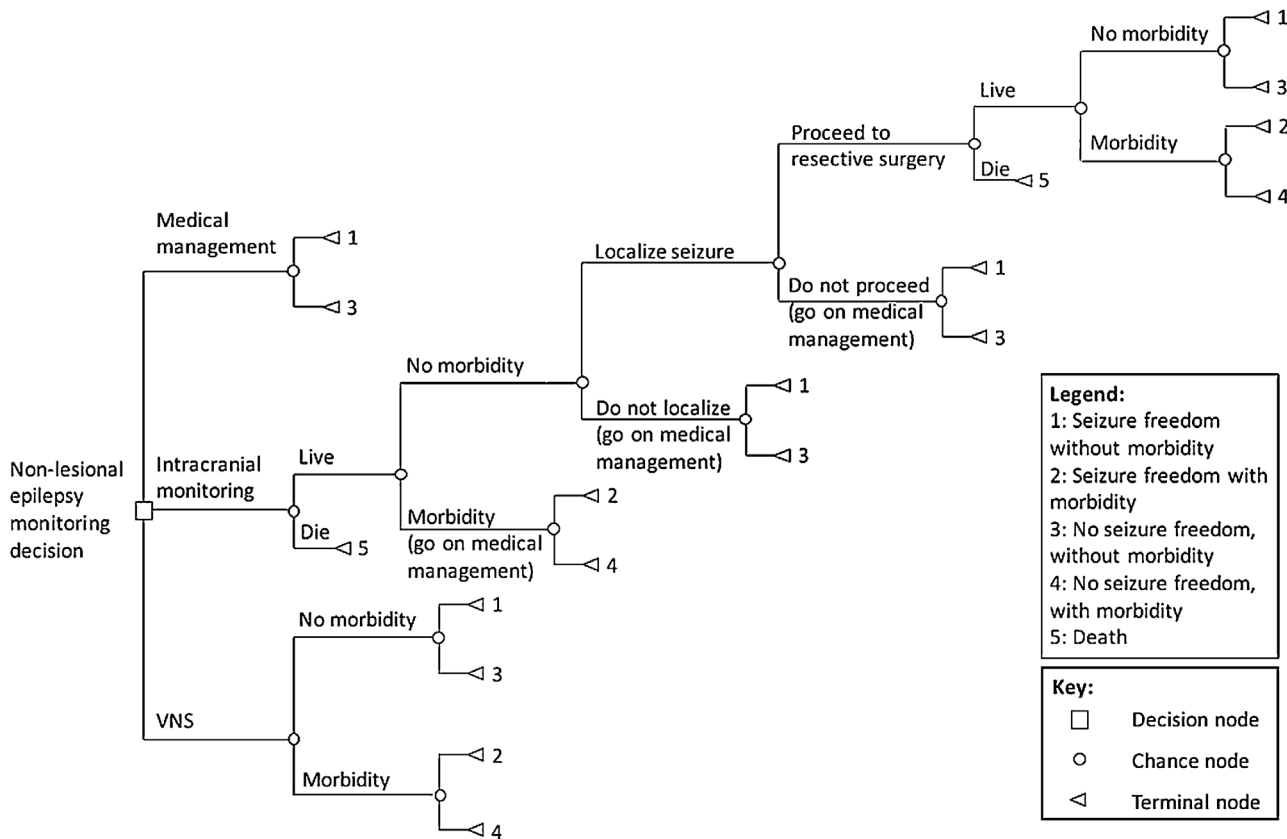 1
No morbidity
3
Live
2
Proceed to
resective surgery
Morbidity
Die
5
4
Medical
management
1
3
Localize seizure
1
Do not proceed
(go on medical
management)
3
No morbidity
1
Do not localize
(go on medical
management)
3
Non-lesional
epilepsy
monitoring
decision
Intracranial
monitoring
Live
Die
5
Morbidity
(go on medical
management)
2
4
No morbidity
1
3
VNS
Morbidity
2
4
Legend:
1: Seizure freedom
without morbidity
2: Seizure freedom with
morbidity
3: No seizure freedom,
without morbidity
4: No seizure freedom,
with morbidity
5: Death
Key:
Decision node
Chance node
Terminal node